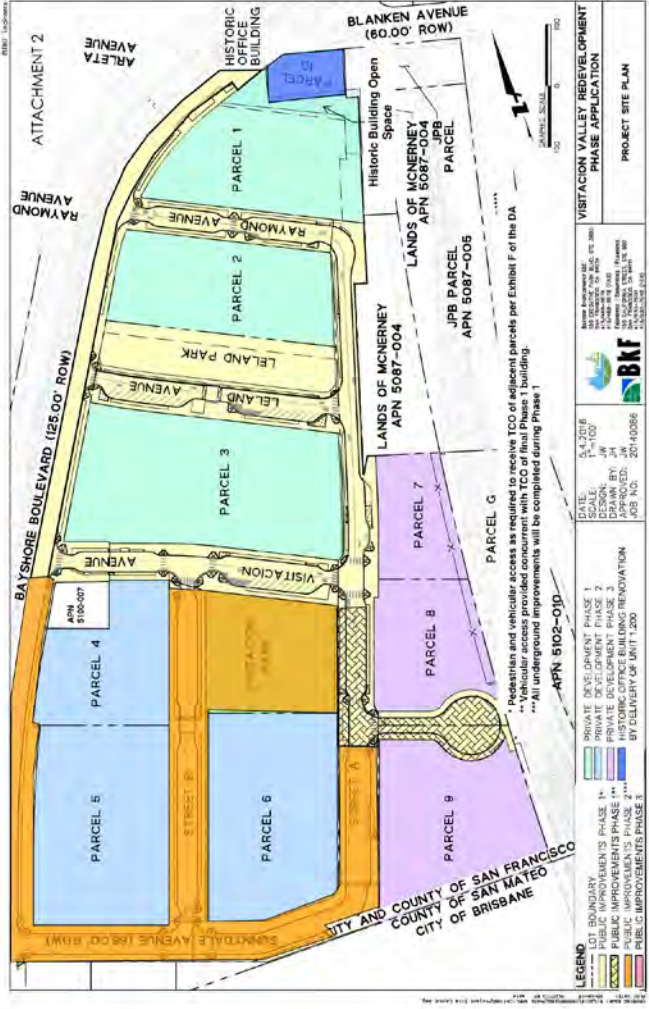 ATTACHMENT 2
ARLETA
AVENUE
HISTORIC
OFFICE
BUILDING
BLANKEN AVENUE
(60.00' ROW)
RAYMOND
AVENUE
PARCEL
10
Historic Building Open
Space
JPB
PARCEL
PARCEL 1
RAYMOND AVENUE
LANDS OF MCNERNEY
APN 5087-004
JPB PARCEL
APN 5087-005
PARCEL 2
LELAND PARK
LELAND AVENUE
LANDS OF MCNERNEY
APN 5087-004
BAYSHORE BOULEVARD (125.00' ROW)
PARCEL 3
VISITACION AVENUE
PARCEL 7
PARCEL G
APN
5100-007
PARCEL 4
PARCEL 8
PARCEL 5
STREET B
PARCEL 6
STREET A
PARCEL 9
APN 5102-010
SUNNYDALE AVENUE
CITY AND COUNTY OF SAN FRANCISCO
COUNTY OF SAN MATEO
CITY OF BRISBANE
* Pedestrian and vehicular access as required to receive TCO of adjacent parcels per Exhibit F of the DA
** Vehicular access provided concurrent with TCO of final Phase 1 building.
***All underground improvements will be completed during Phase 1
GRAPHIC SCALE
LEGEND
LOT BOUNDARY
PUBLIC IMPROVEMENTS PHASE 1*
PUBLIC IMPROVEMENTS PHASE 1**
PUBLIC IMPROVEMENTS PHASE 2***
PUBLIC IMPROVEMENTS PHASE 3
PRIVATE DEVELOPMENT PHASE 1
PRIVATE DEVELOPMENT PHASE 2
PRIVATE DEVELOPMENT PHASE 3
HISTORIC OFFICE BUILDING RENOVATION
BY DELIVERY OF UNIT 1,200
DATE: 5.4.2016
SCALE: 1"=100'
DESIGN: JW
DRAWN BY: JH
APPROVED: JW
JOB NO: 20140086
BKF
VISITACION VALLEY REDEVELOPMENT
PHASE APPLICATION
PROJECT SITE PLAN